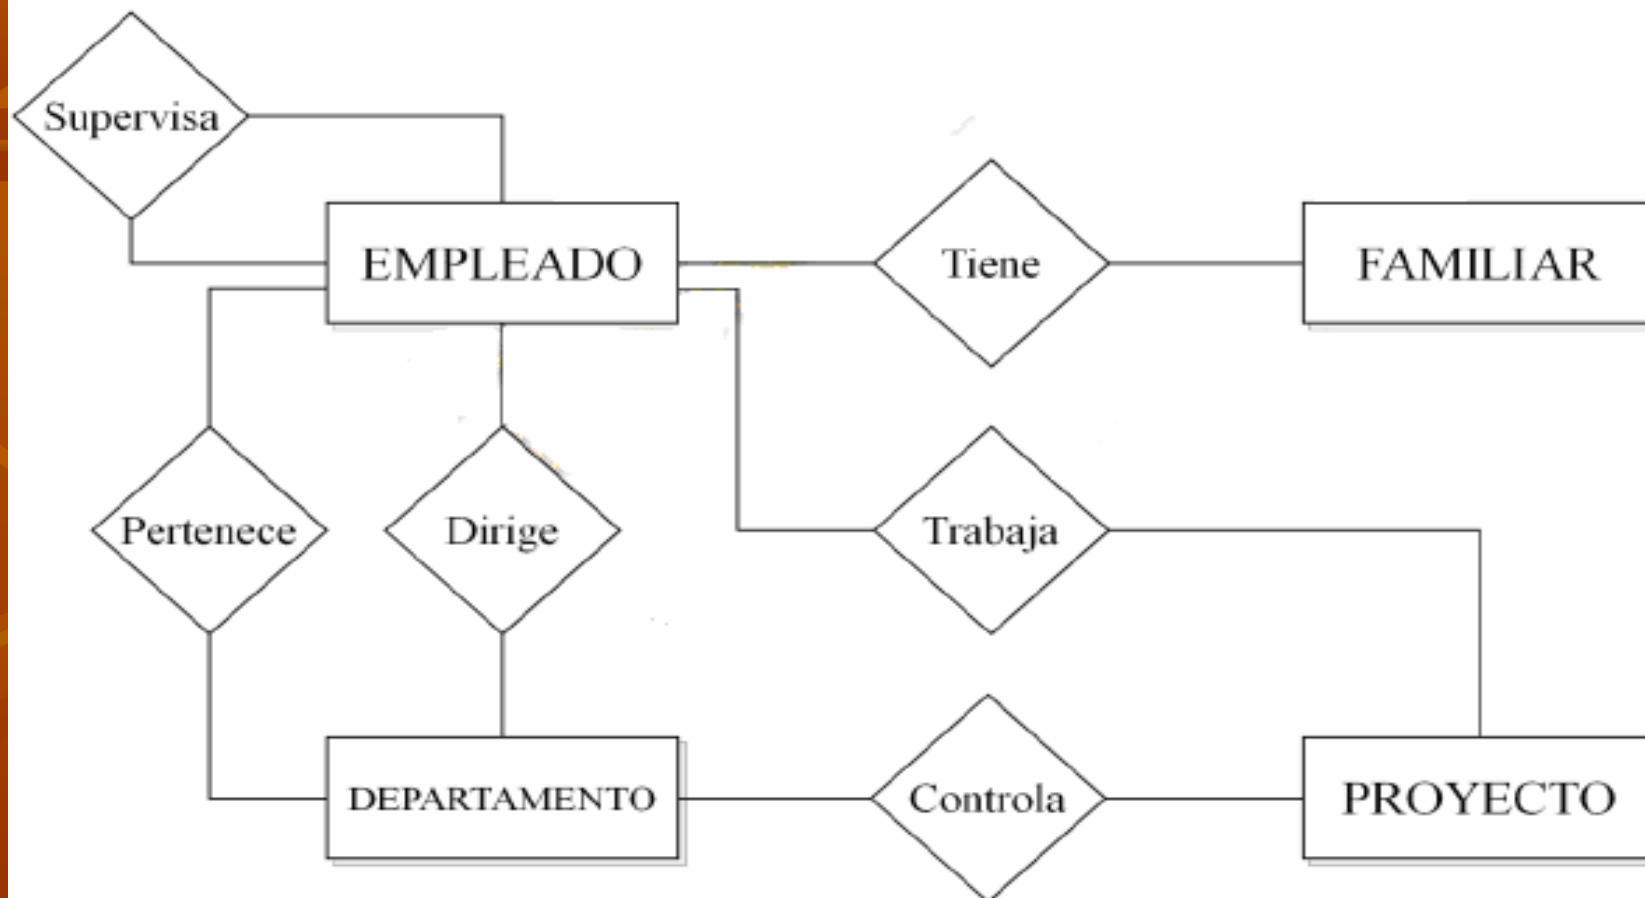 Supervisa
EMPLEADO
Tiene
FAMILIAR
Pertenece
Dirige
Trabaja
DEPARTAMENTO
Controla
PROYECTO